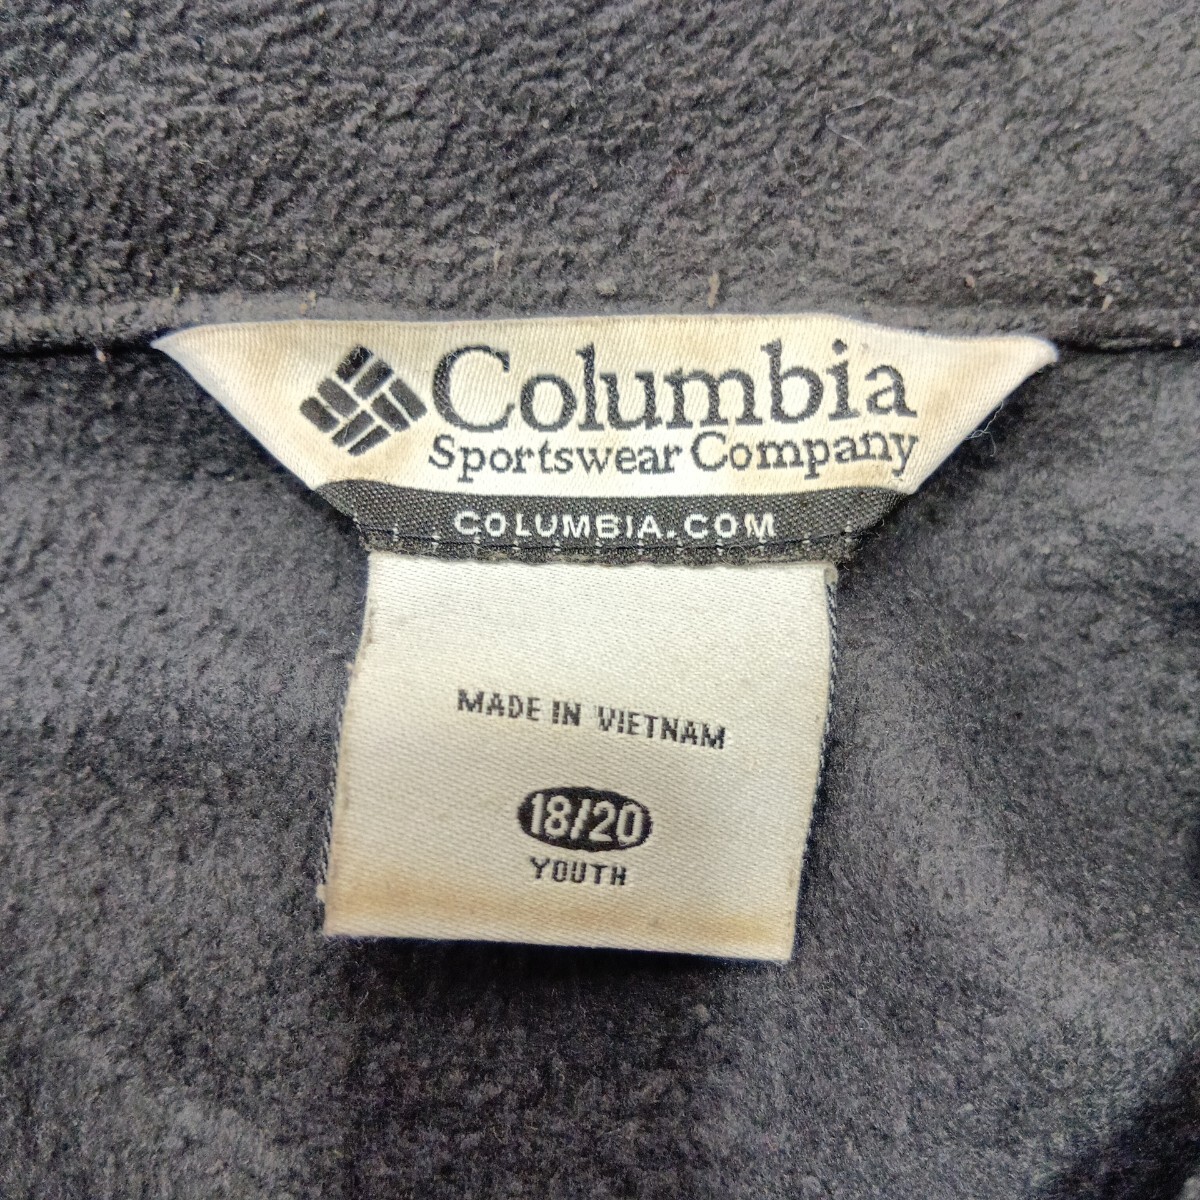 Columbia
Sportswear Company
COLUMBIA.COM
MADE IN VIETNAM
18/20
YOUTH